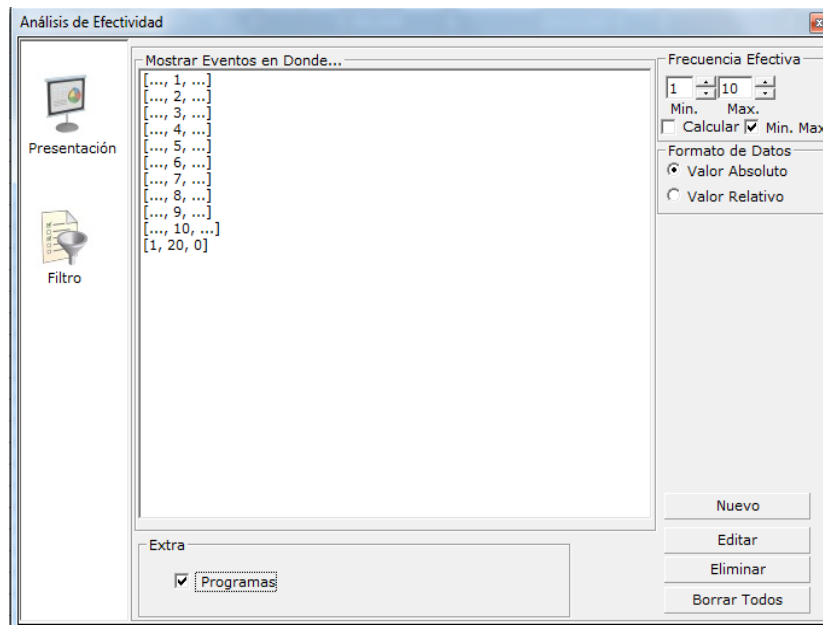 Análisis de Efectividad
x
Presentación
Filtro
Mostrar Eventos en Donde...
[..., 1, ...]
[..., 2, ...]
[..., 3, ...]
[..., 4, ...]
[..., 5, ...]
[..., 6, ...]
[..., 7, ...]
[..., 8, ...]
[..., 9, ...]
[..., 10, ...]
[1, 20, 0]
Extra
Programas
Frecuencia Efectiva
1 10
Min. Max.
Calcular Min. Max
Formato de Datos
Valor Absoluto
Valor Relativo
Nuevo
Editar
Eliminar
Borrar Todos